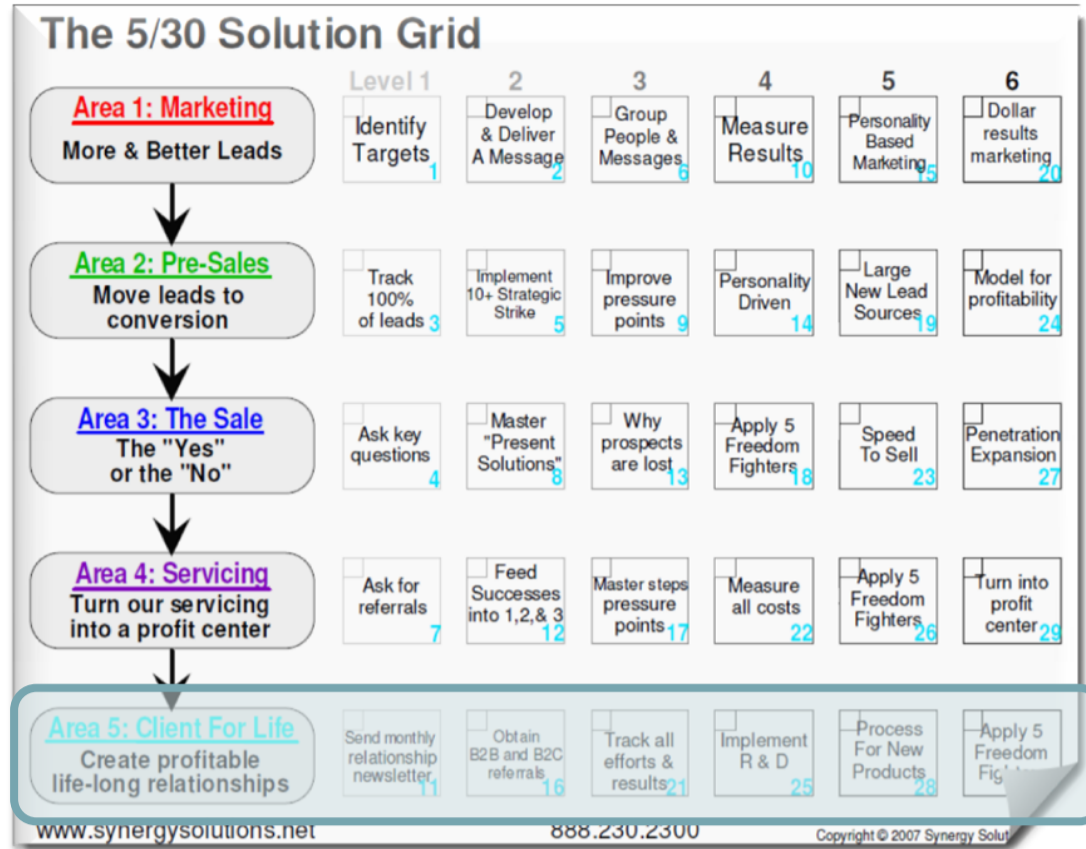 The 5/30 Solution Grid
Level 1 2 3 4 5 6
Area 1: Marketing
More & Better Leads
Identify
Targets
1
Develop
& Deliver
A Message
2
Group
People &
Messages
6
Measure
Results
10
Personality
Based
Marketing
15
Dollar
results
marketing
20
Area 2: Pre-Sales
Move leads to
conversion
Track
100%
of leads 3
Implement
10+ Strategic
Strike
5
Improve
pressure
points 9
Personality
Driven
14
Large
New Lead
Sources
19
Model for
profitability
24
Area 3: The Sale
The "Yes"
or the "No"
Ask key
questions
4
Master
"Present
Solutions"
8
Why
prospects
are lost
13
Apply 5
Freedom
Fighters
18
Speed
To Sell
23
Penetration
Expansion
27
Area 4: Servicing
Turn our servicing
into a profit center
Ask for
referrals
7
Feed
Successes
into 1,2,& 3
12
Master steps
pressure
points 17
Measure
all costs
22
Apply 5
Freedom
Fighters
26
Turn into
profit
center 29
Area 5: Client For Life
Create profitable
life-long relationships
Send monthly
relationship
newsletter
11
Obtain
B2B and B2C
referrals
16
Track all
efforts &
results 21
Implement
R & D
25
Process
For New
Products
28
Apply 5
Freedom
www.synergysolutions.net 888.230.2300 Copyright © 2007 Synergy